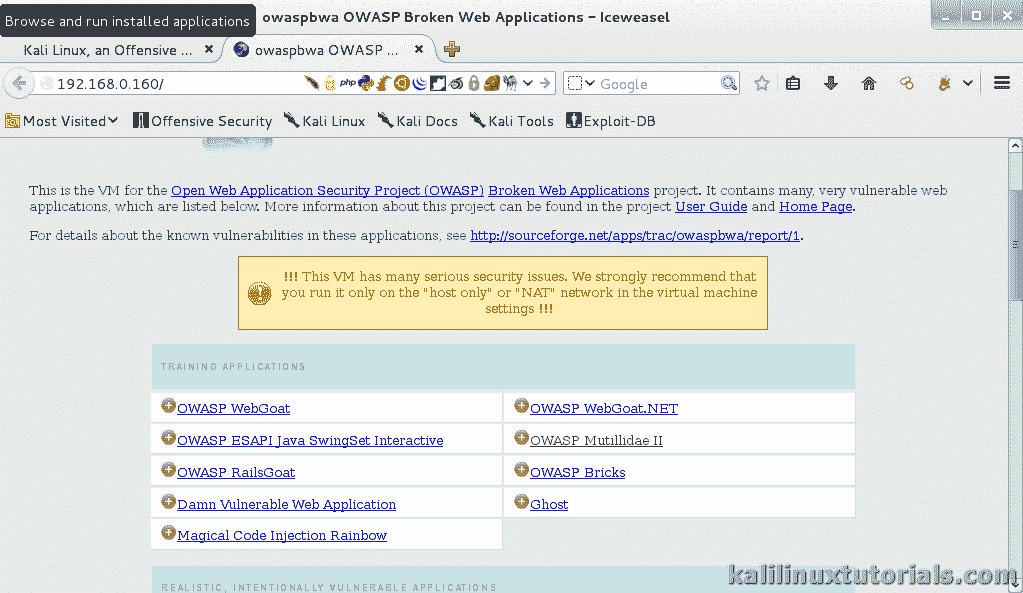 Browse and run installed applications
owaspbwa OWASP Broken Web Applications - Iceweasel
Kali Linux, an Offensive ...
owaspbwa OWASP ...
192.168.0.160/
php
Google
Most Visited
Offensive Security
Kali Linux
Kali Docs
Kali Tools
Exploit-DB
This is the VM for the Open Web Application Security Project (OWASP) Broken Web Applications project. It contains many, very vulnerable web
applications, which are listed below. More information about this project can be found in the project User Guide and Home Page.
For details about the known vulnerabilities in these applications, see http://sourceforge.net/apps/trac/owaspbwa/report/1.
!!! This VM has many serious security issues. We strongly recommend that
you run it only on the "host only" or "NAT" network in the virtual machine
settings !!!
TRAINING APPLICATIONS
OWASP WebGoat
OWASP WebGoat.NET
OWASP ESAPI Java SwingSet Interactive
OWASP Mutillidae II
OWASP RailsGoat
OWASP Bricks
Damn Vulnerable Web Application
Ghost
Magical Code Injection Rainbow
REALISTIC, INTENTIONALLY VULNERABLE APPLICATIONS
kalilinuxtutorials.com